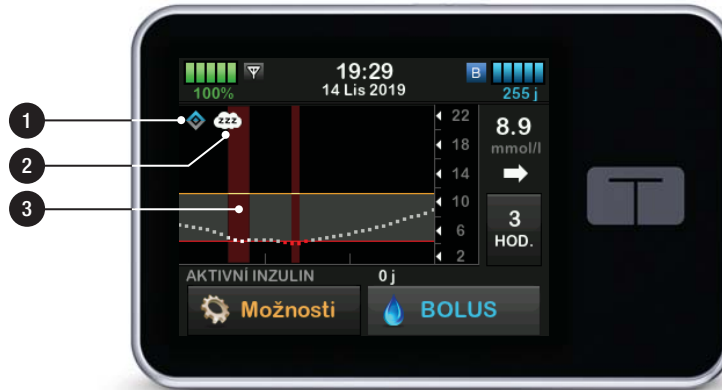 19:29
14 Lis 2019
100%
B
255 j
1
2
3
zzz
22
18
14
10
6
2
8.9
mmol/l
3
HOD.
AKTIVNÍ INZULIN 0 j
Možnosti
BOLUS